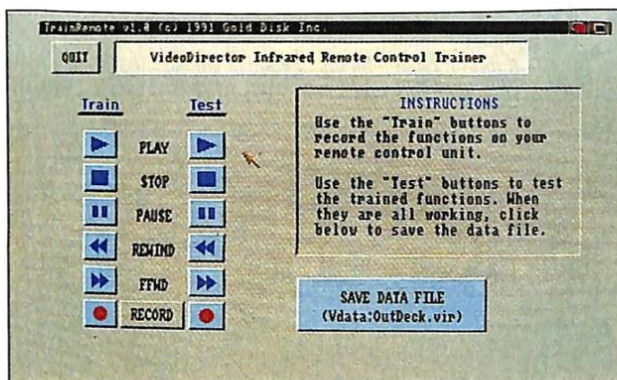 TrainRemote v1.0 (c) 1991 Gold Disk Inc.
QUIT
VideoDirector Infrared Remote Control Trainer
Train Test
PLAY
STOP
PAUSE
REWIND
FFWD
RECORD
INSTRUCTIONS
Use the "Train" buttons to
record the functions on your
remote control unit.
Use the "Test" buttons to test
the trained functions. When
they are all working, click
below to save the data file.
SAVE DATA FILE
(Vdata:OutDeck.vir)